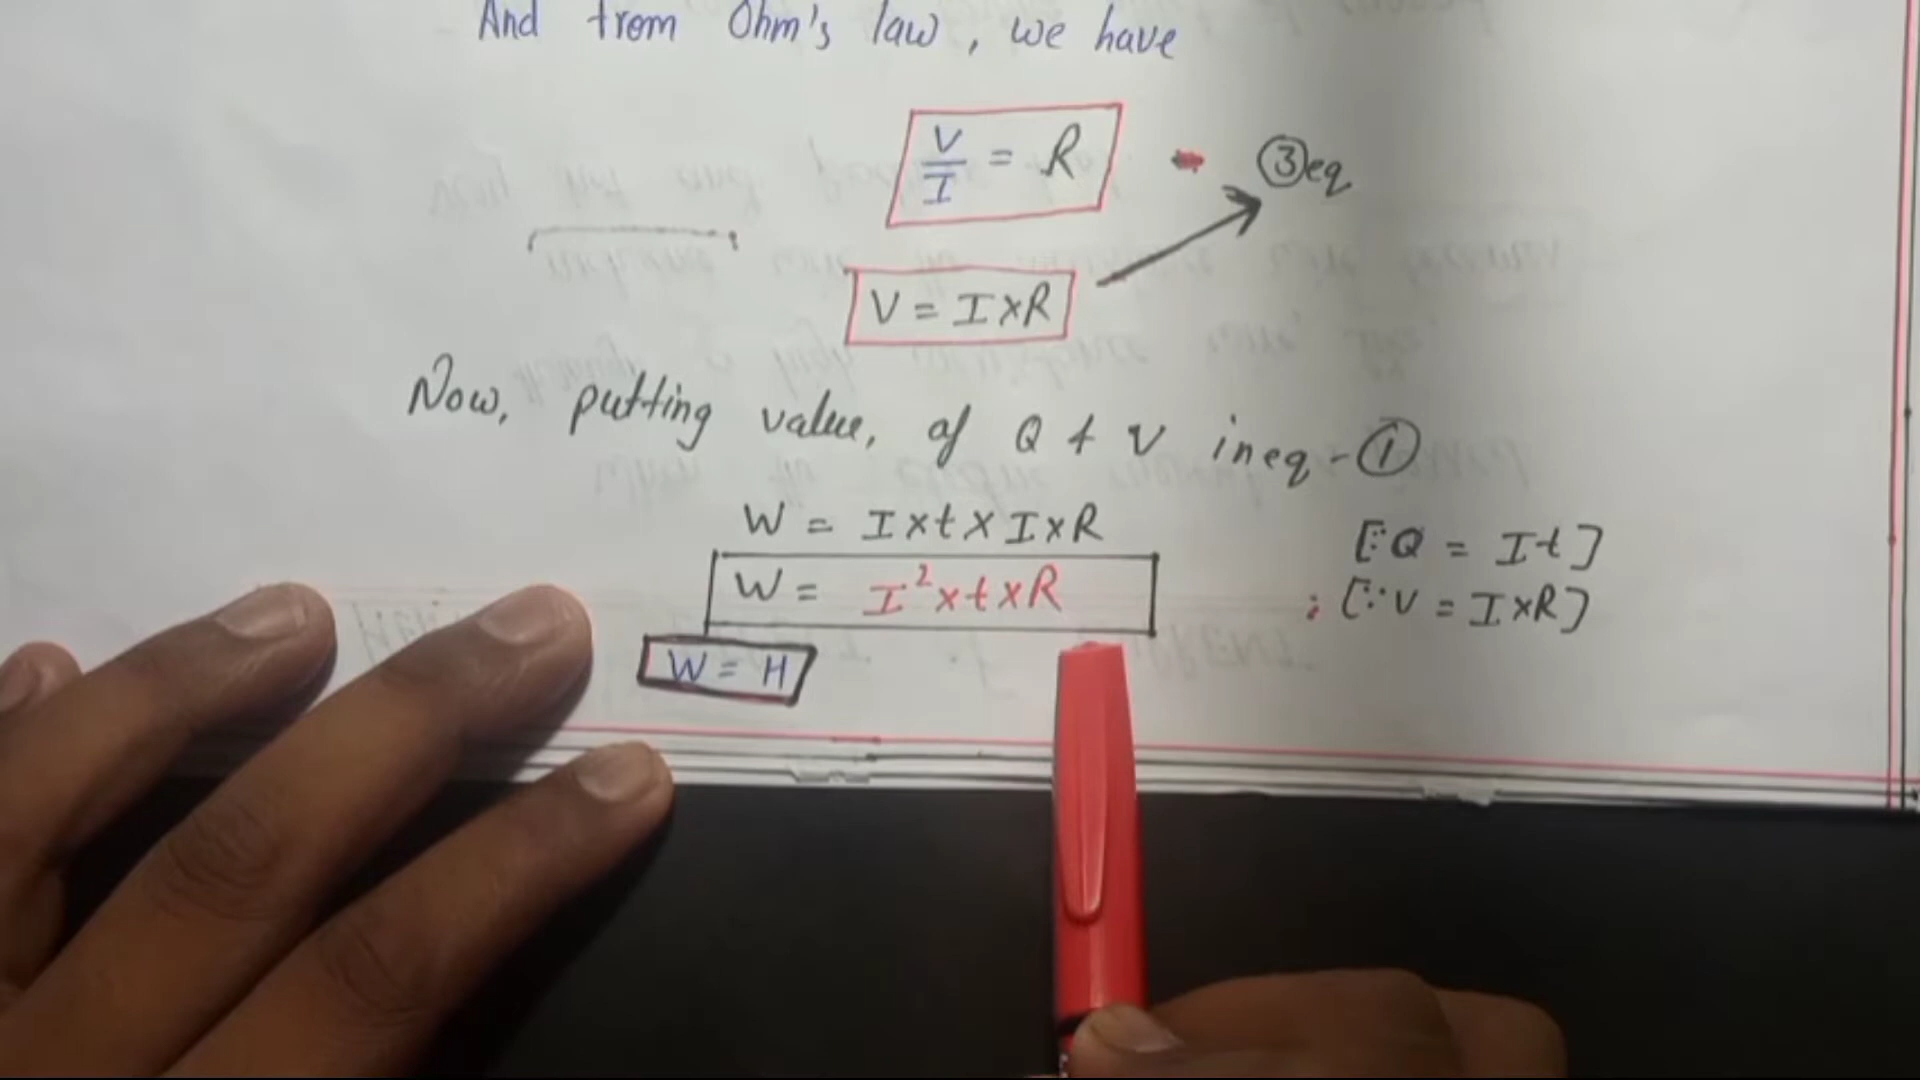 And from Ohm's law, we have
V/I = R
③eq
V = I×R
Now, putting value, of Q & V in eq-①
W = I×t×I×R
[∵Q = It]
W = I²×t×R
; [∵V = I×R]
W = H